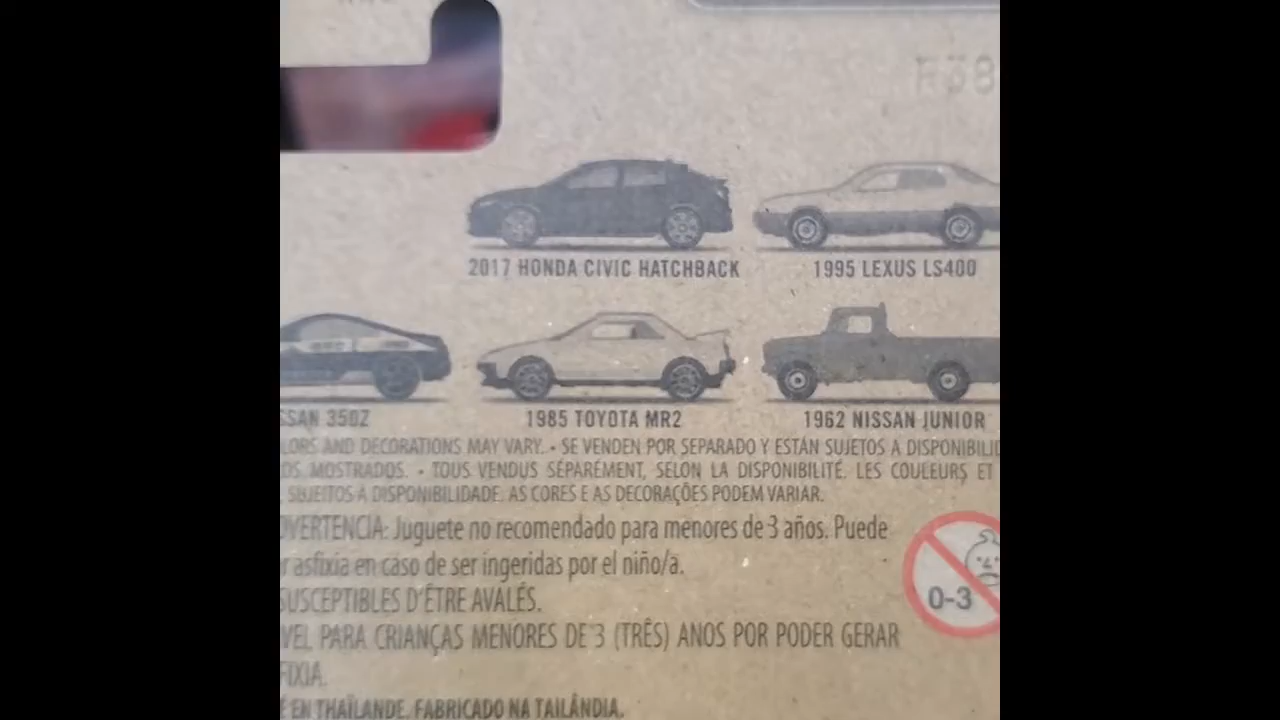 2017 HONDA CIVIC HATCHBACK
1995 LEXUS LS400
SSAN 350Z
1985 TOYOTA MR2
1962 NISSAN JUNIOR
LORS AND DECORATIONS MAY VARY. • SE VENDEN POR SEPARADO Y ESTÁN SUJETOS A DISPONIBILID
OS MOSTRADOS. • TOUS VENDUS SÉPARÉMENT, SELON LA DISPONIBILITÉ. LES COULEURS ET
SUJEITOS A DISPONIBILIDADE. AS CORES E AS DECORAÇÕES PODEM VARIAR.
DVERTENCIA: Juguete no recomendado para menores de 3 años. Puede
r asfixia en caso de ser ingeridas por el niño/a.
SUSCEPTIBLES D'ÊTRE AVALÉS.
VEL PARA CRIANÇAS MENORES DE 3 (TRÊS) ANOS POR PODER GERAR
FIXIA.
0-3
É EN THAÏLANDE. FABRICADO NA TAILÂNDIA.